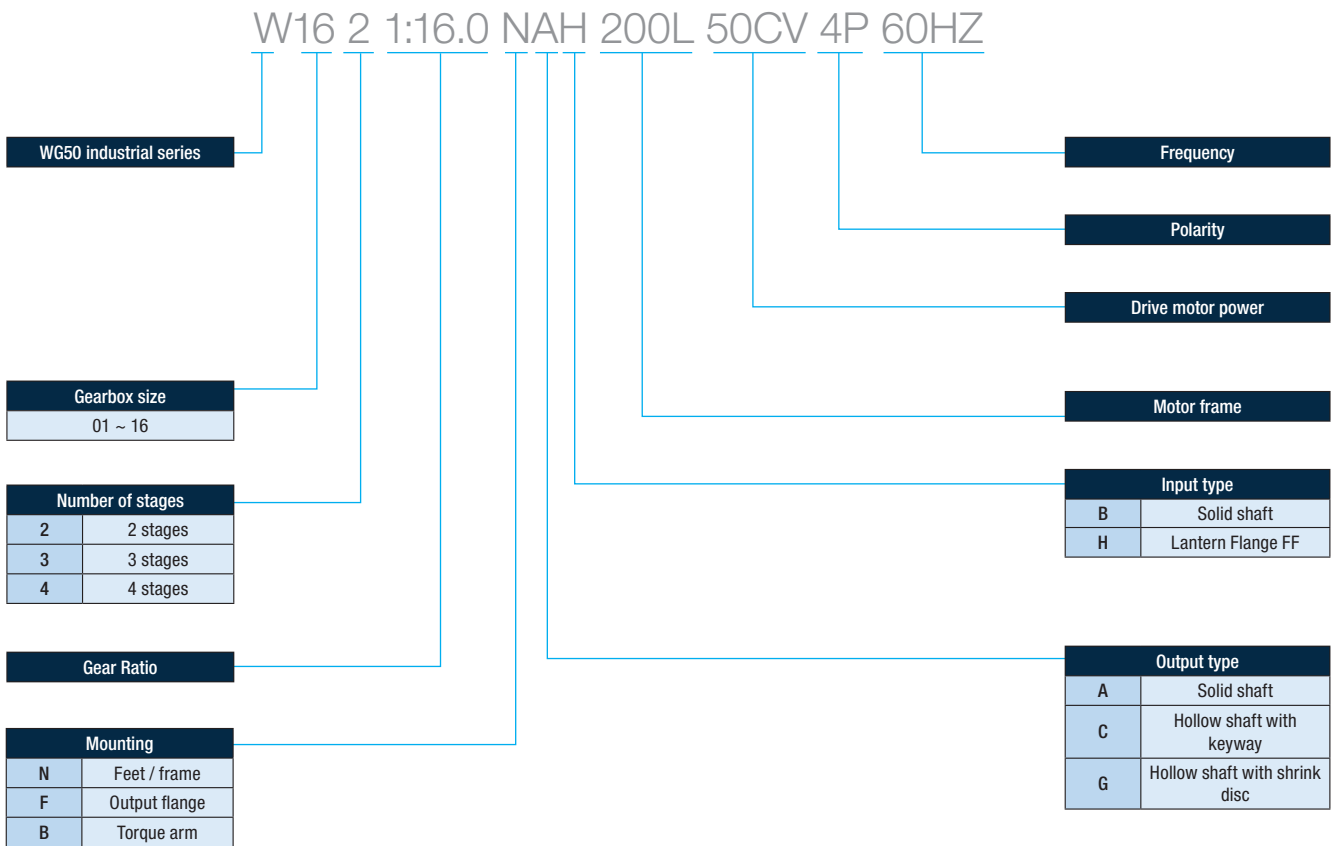 W16 2 1:16.0 NAH 200L 50CV 4P 60HZ
WG50 industrial series
Gearbox size
01 ~ 16
Number of stages
2 2 stages
3 3 stages
4 4 stages
Gear Ratio
Mounting
N Feet / frame
F Output flange
B Torque arm
Frequency
Polarity
Drive motor power
Motor frame
Input type
B Solid shaft
H Lantern Flange FF
Output type
A Solid shaft
C Hollow shaft with
keyway
G Hollow shaft with shrink
disc